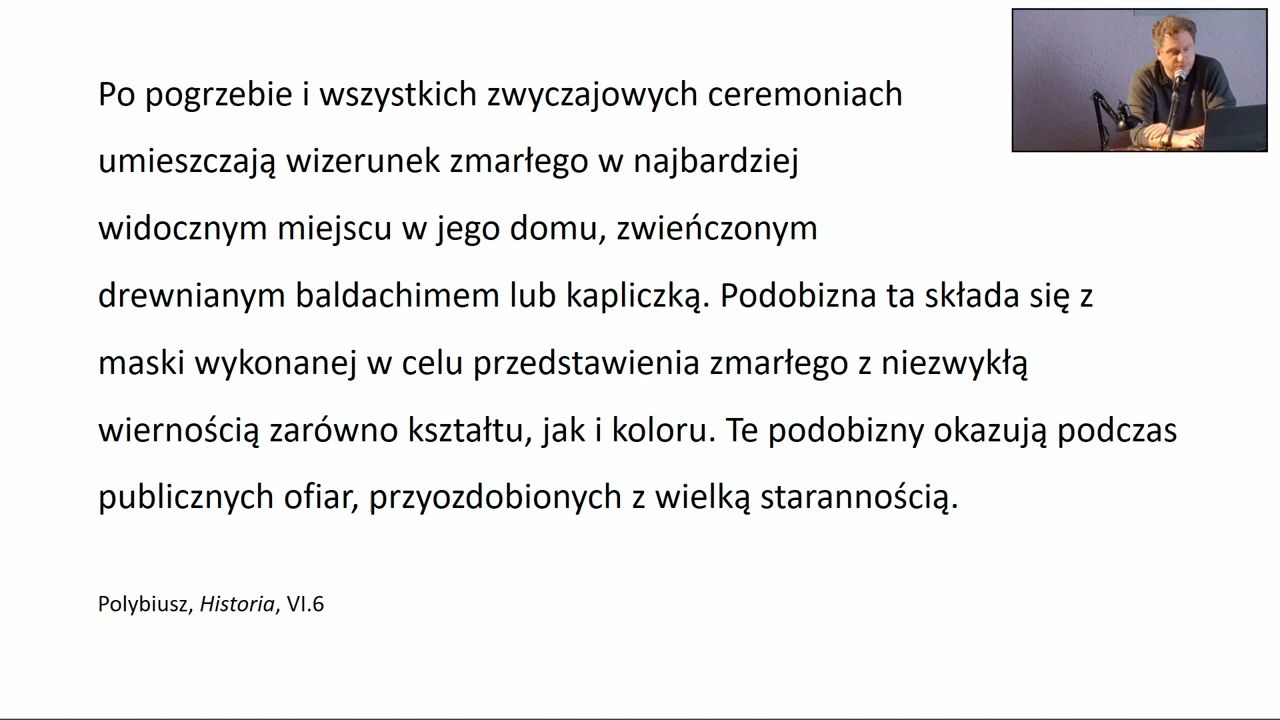 Po pogrzebie i wszystkich zwyczajowych ceremoniach
umieszczają wizerunek zmarłego w najbardziej
widocznym miejscu w jego domu, zwieńczonym
drewnianym baldachimem lub kapliczką. Podobizna ta składa się z
maski wykonanej w celu przedstawienia zmarłego z niezwykłą
wiernością zarówno kształtu, jak i koloru. Te podobizny okazują podczas
publicznych ofiar, przyozdobionych z wielką starannością.
Polybiusz, Historia, VI.6